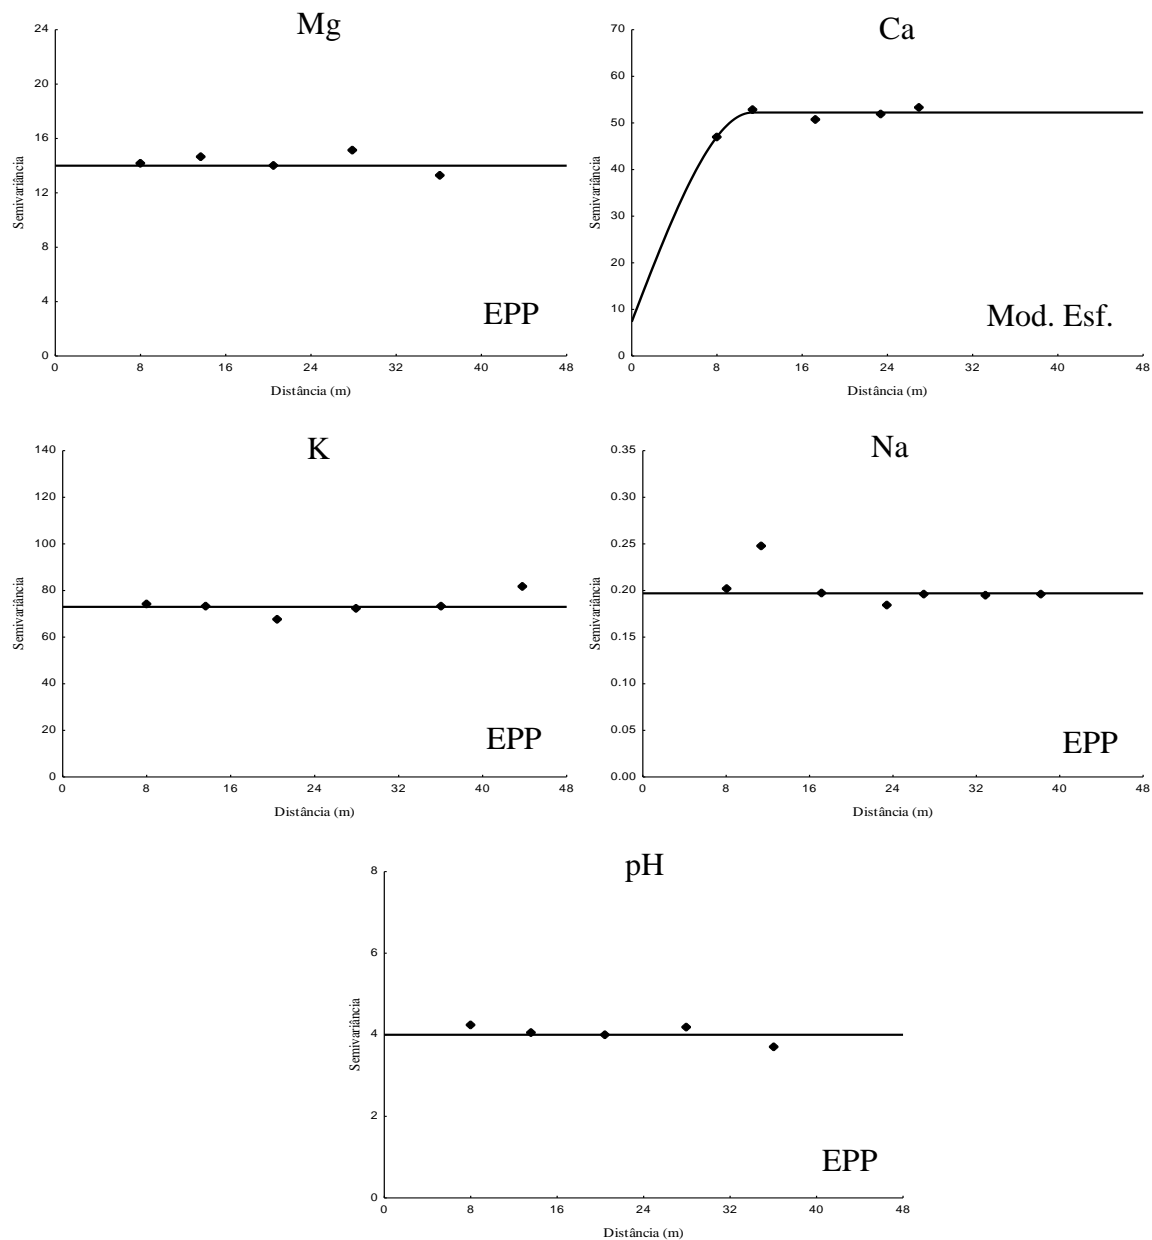 Mg
24
20
16
12
8
4
0
Semivariância
EPP
0 8 16 24 32 40 48
Distância (m)
Ca
70
60
50
40
30
20
10
0
Semivariância
Mod. Esf.
0 8 16 24 32 40 48
Distância (m)
K
140
120
100
80
60
40
20
0
Semivariância
EPP
0 8 16 24 32 40 48
Distância (m)
Na
0.35
0.30
0.25
0.20
0.15
0.10
0.05
0.00
Semivariância
EPP
0 8 16 24 32 40 48
Distância (m)
pH
8
6
4
2
0
Semivariância
EPP
0 8 16 24 32 40 48
Distância (m)